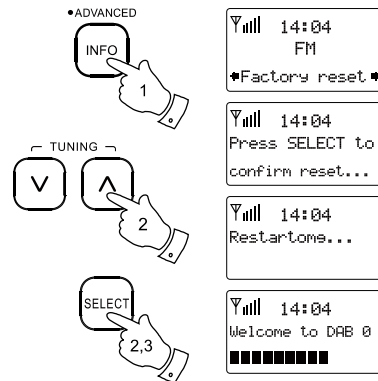 •ADVANCED
INFO
1
TUNING
2
SELECT
2,3
14:04
FM
Factory reset
14:04
Press SELECT to
confirm reset...
14:04
Restartome...
14:04
Welcome to DAB 0